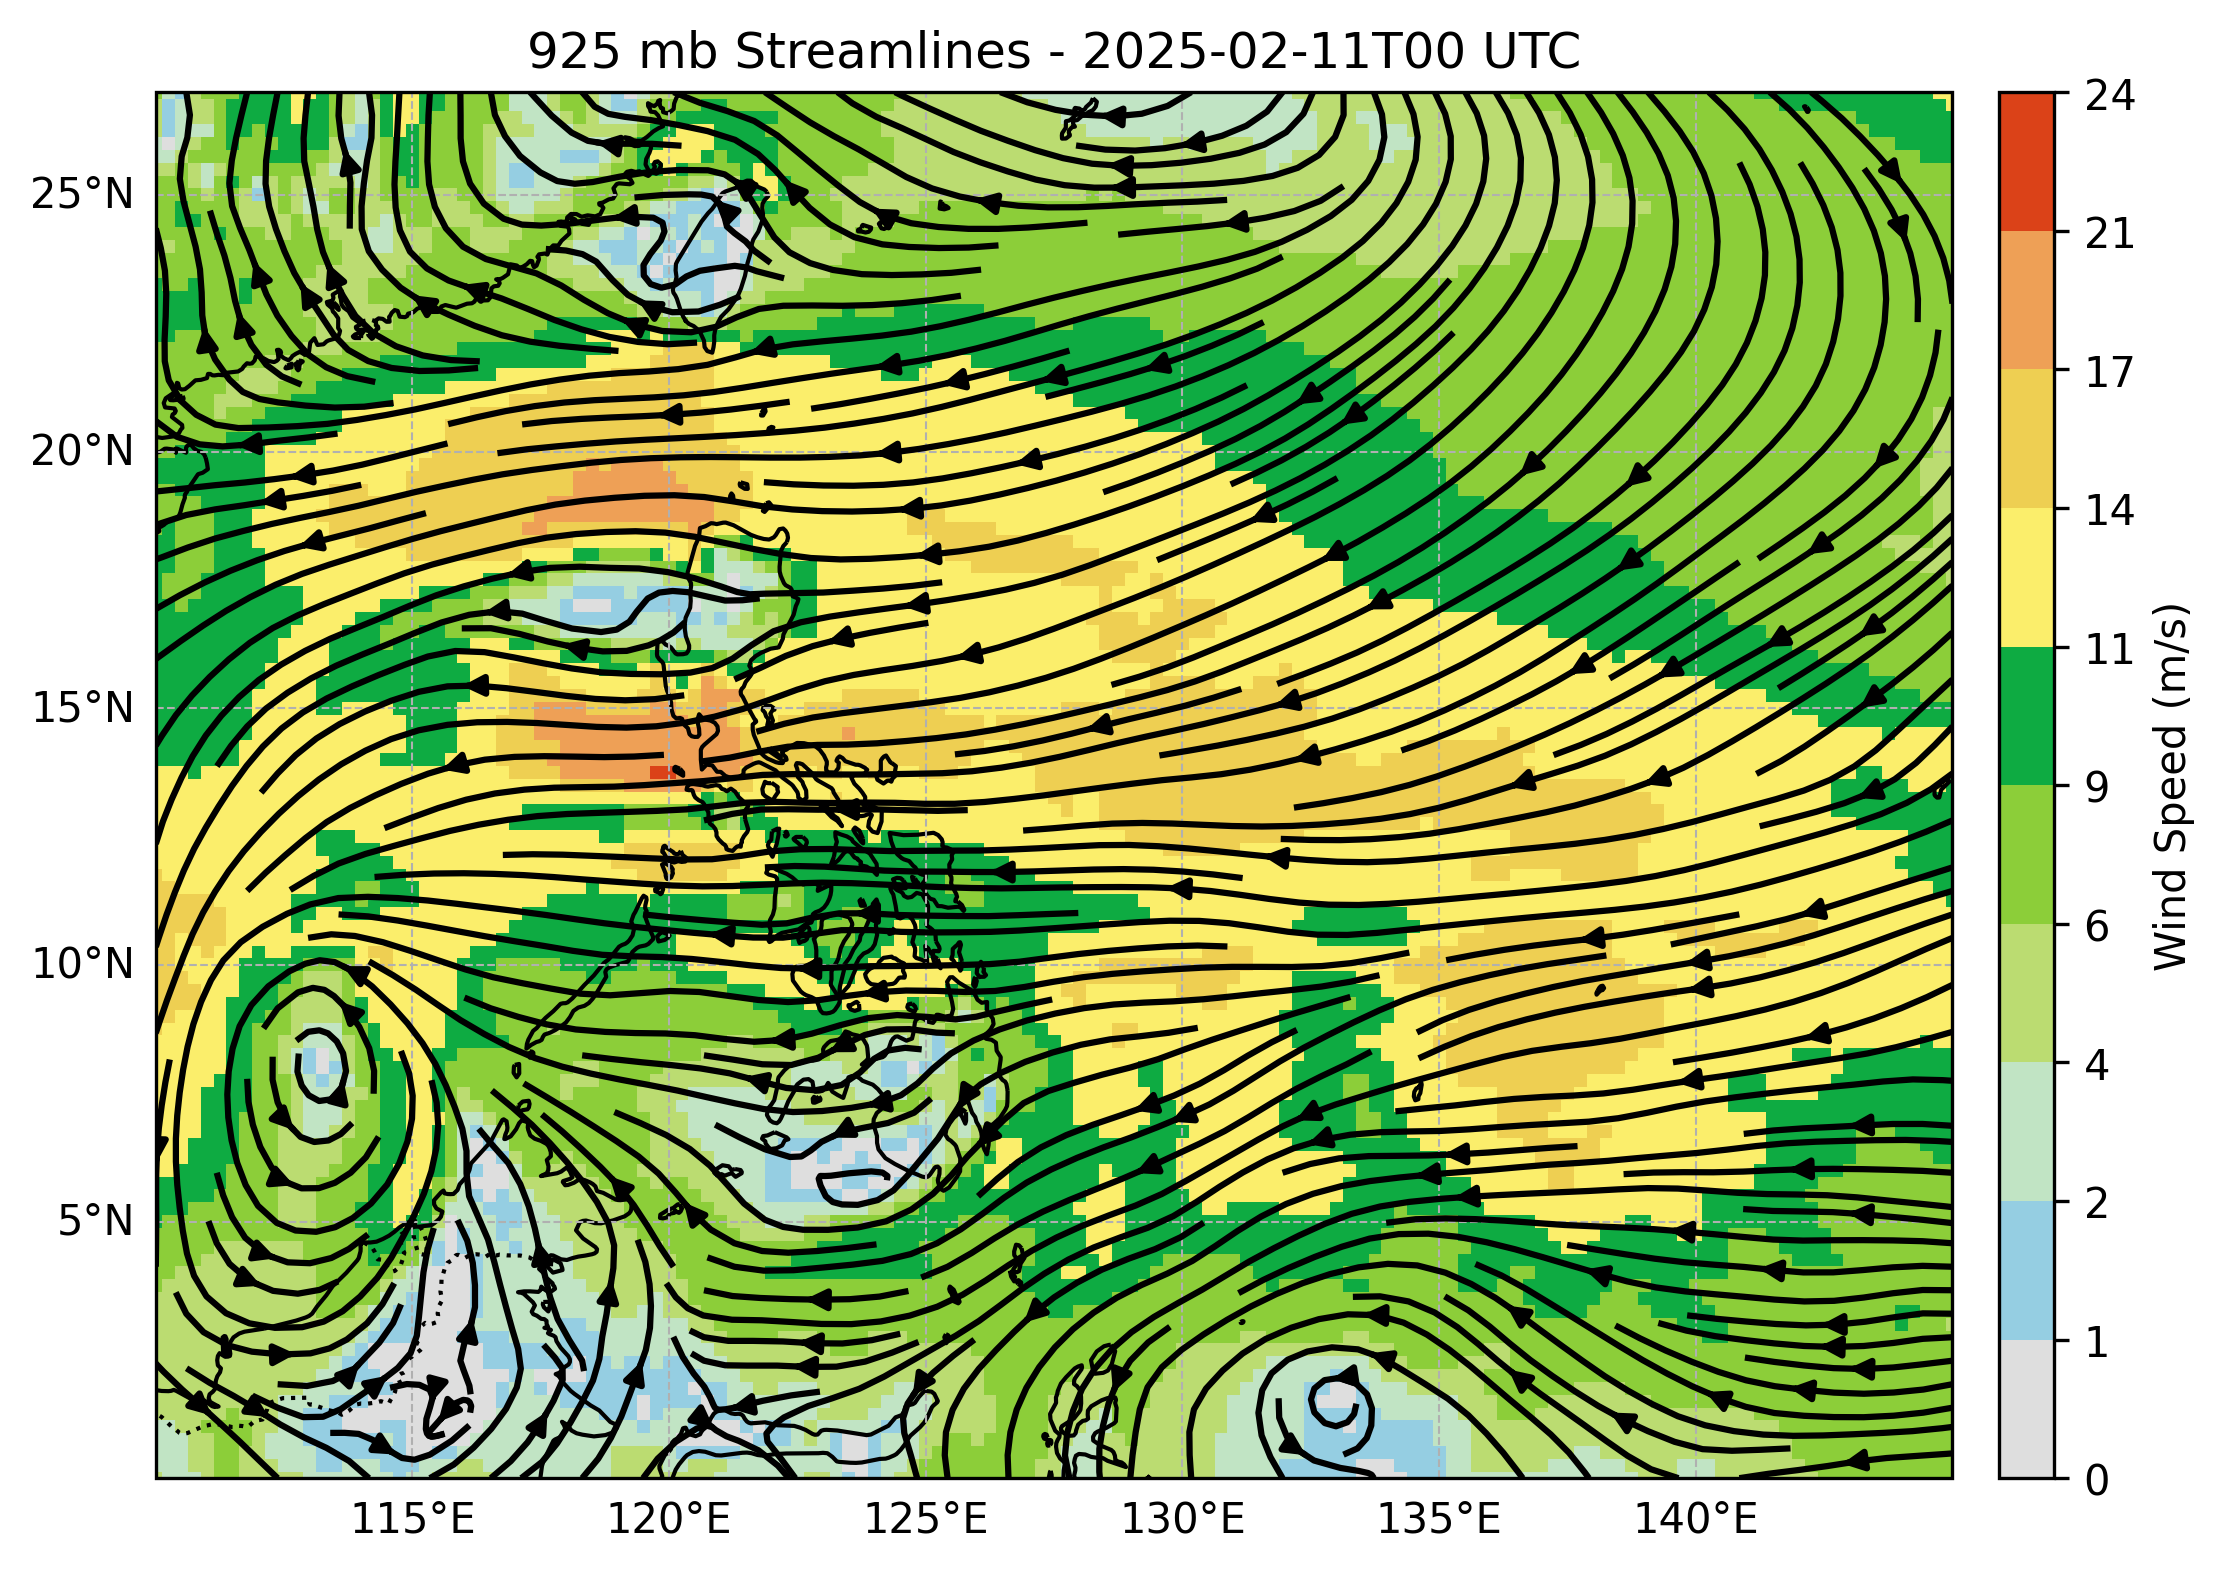 925 mb Streamlines - 2025-02-11T00 UTC
25°N
20°N
15°N
10°N
5°N
115°E
120°E
125°E
130°E
135°E
140°E
24
21
17
14
11
9
6
4
2
1
0
Wind Speed (m/s)